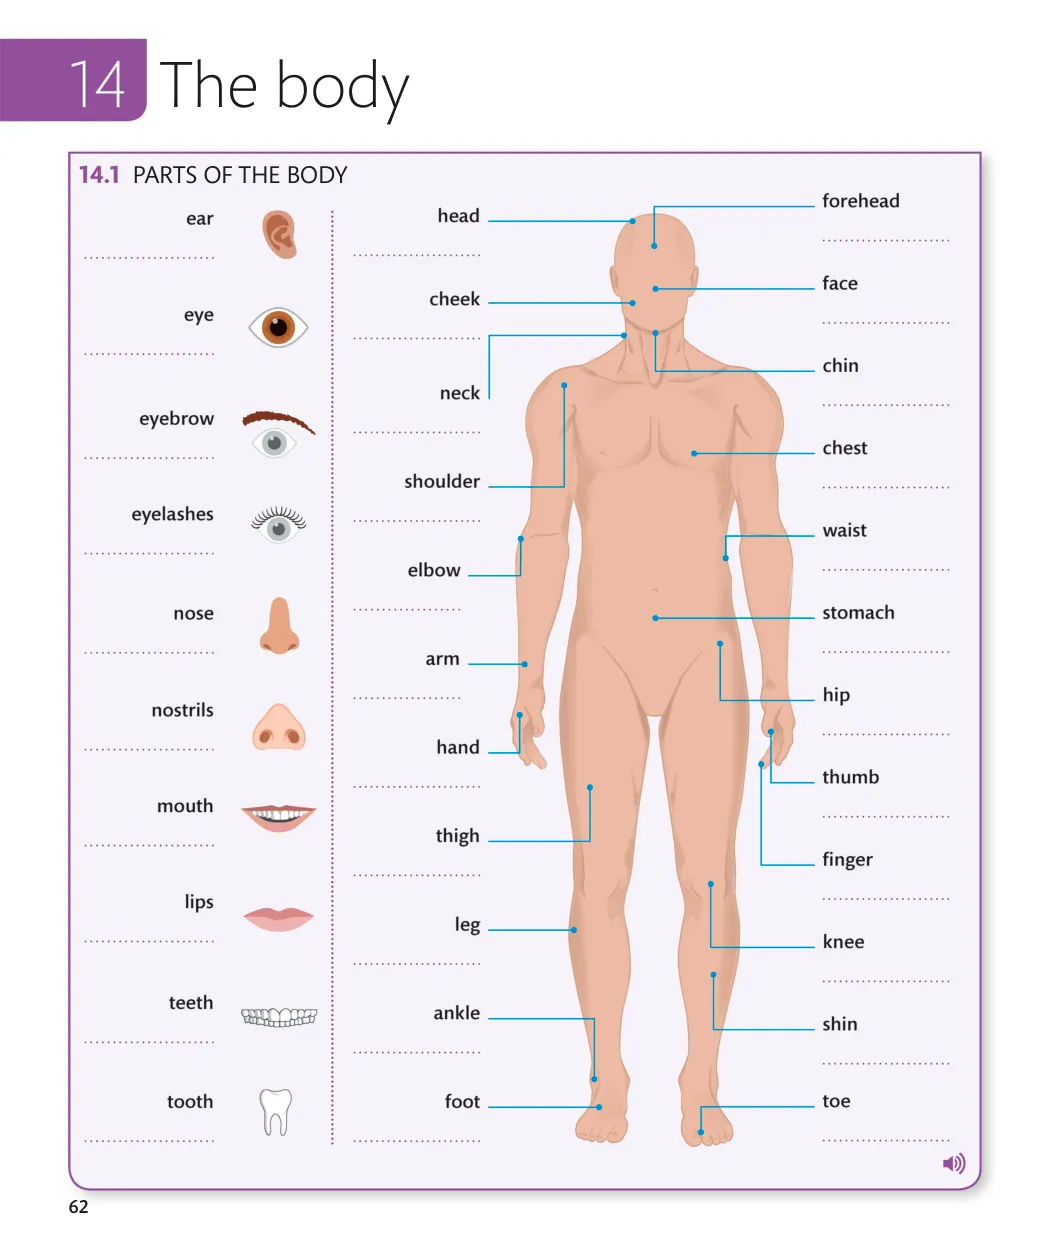 14 The body
14.1 PARTS OF THE BODY
ear
eye
eyebrow
eyelashes
nose
nostrils
mouth
lips
teeth
tooth
head
cheek
neck
shoulder
elbow
arm
hand
thigh
leg
ankle
foot
forehead
face
chin
chest
waist
stomach
hip
thumb
finger
knee
shin
toe
62